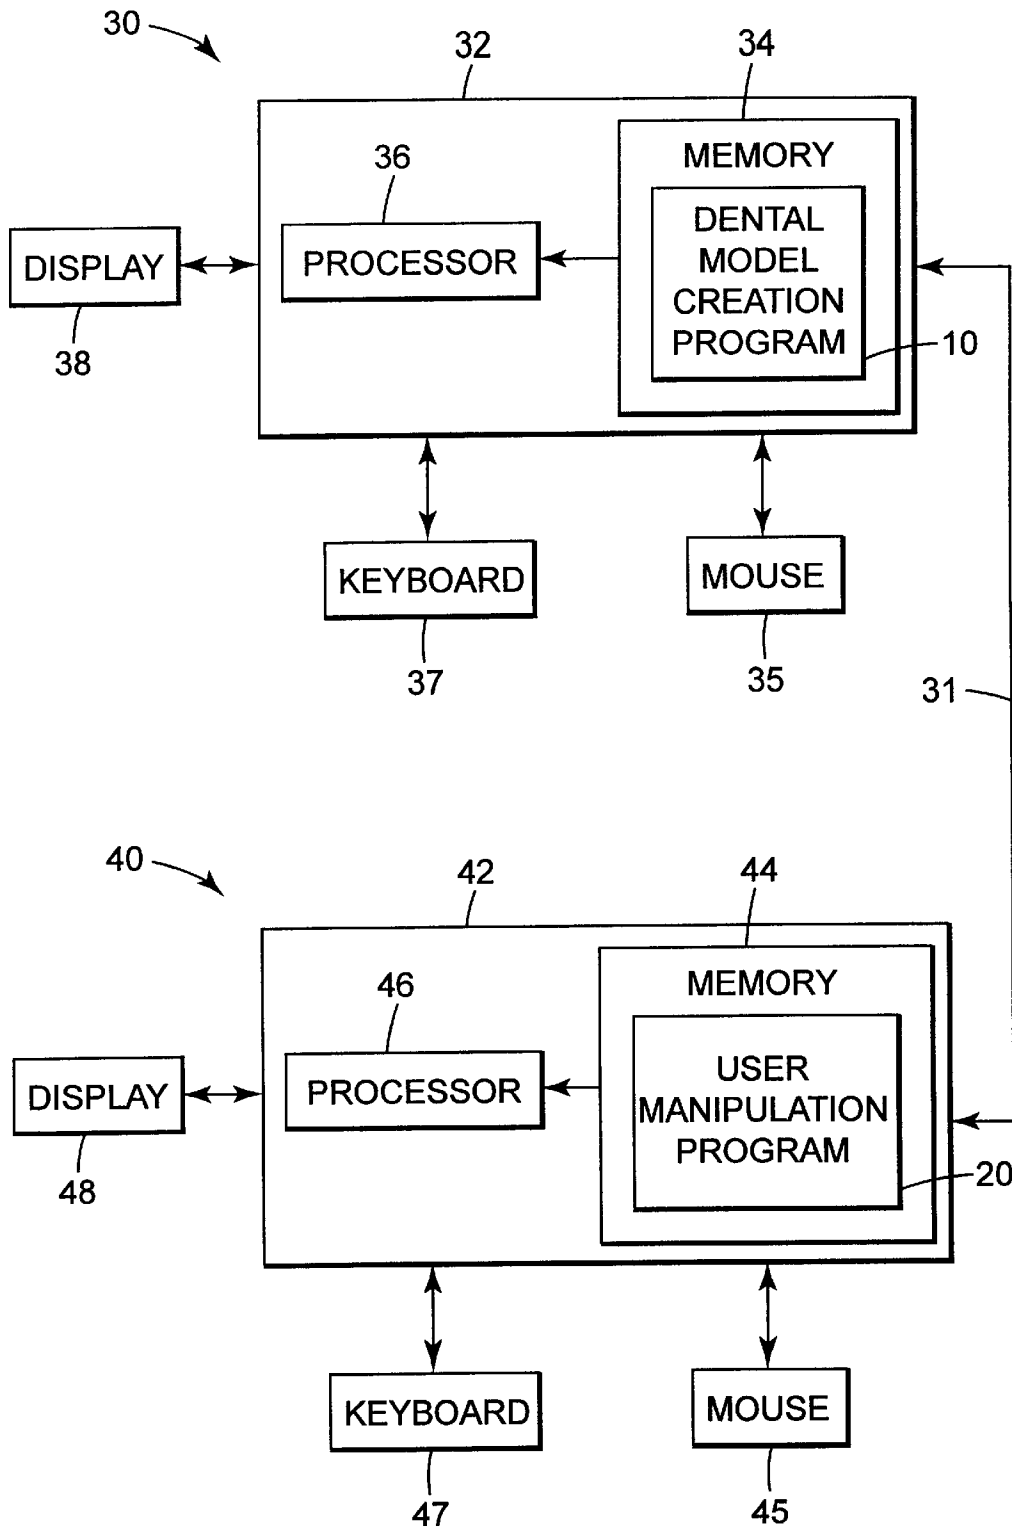 30
32
34
36
MEMORY
DENTAL
MODEL
CREATION
PROGRAM
PROCESSOR
DISPLAY
10
38
KEYBOARD
MOUSE
37
35
31
40
42
44
46
MEMORY
USER
MANIPULATION
PROGRAM
PROCESSOR
DISPLAY
20
48
KEYBOARD
MOUSE
47
45